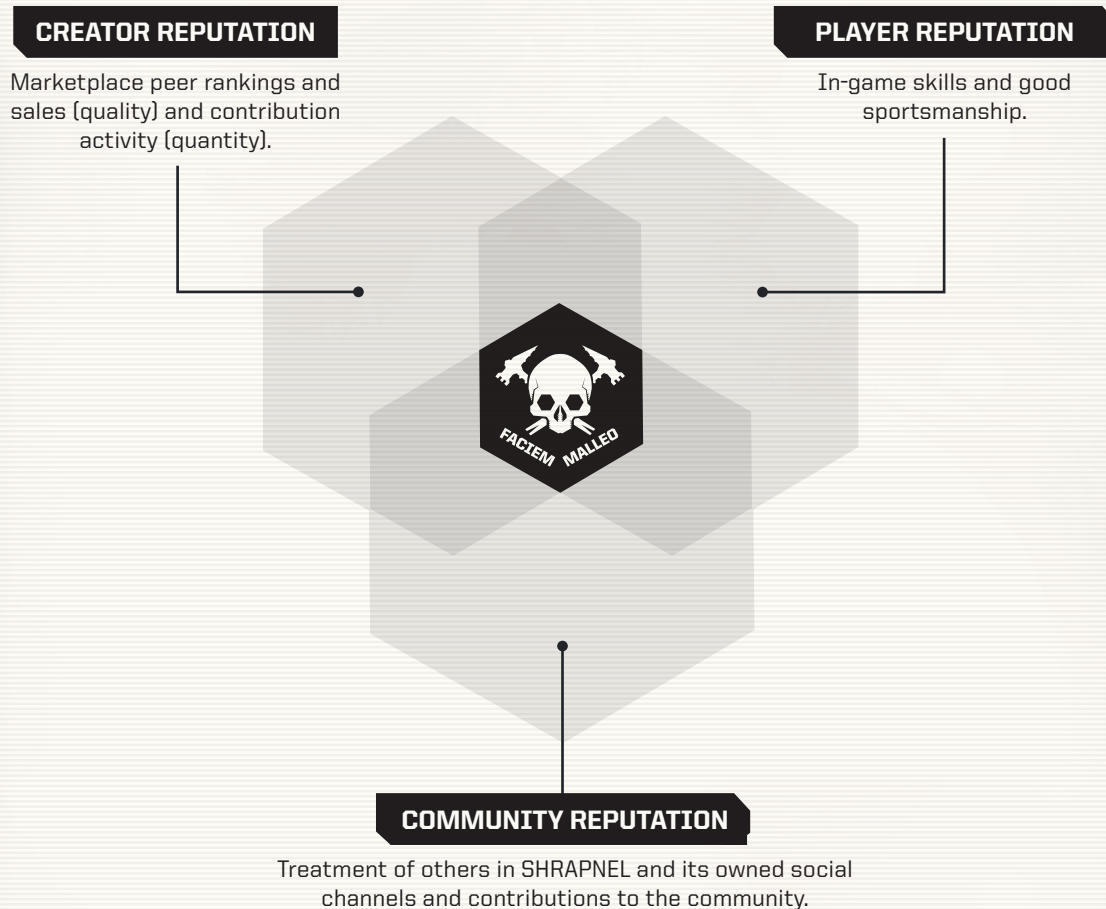 CREATOR REPUTATION
Marketplace peer rankings and
sales (quality) and contribution
activity (quantity).
PLAYER REPUTATION
In-game skills and good
sportsmanship.
FACIEM MALLEO
COMMUNITY REPUTATION
Treatment of others in SHRAPNEL and its owned social
channels and contributions to the community.